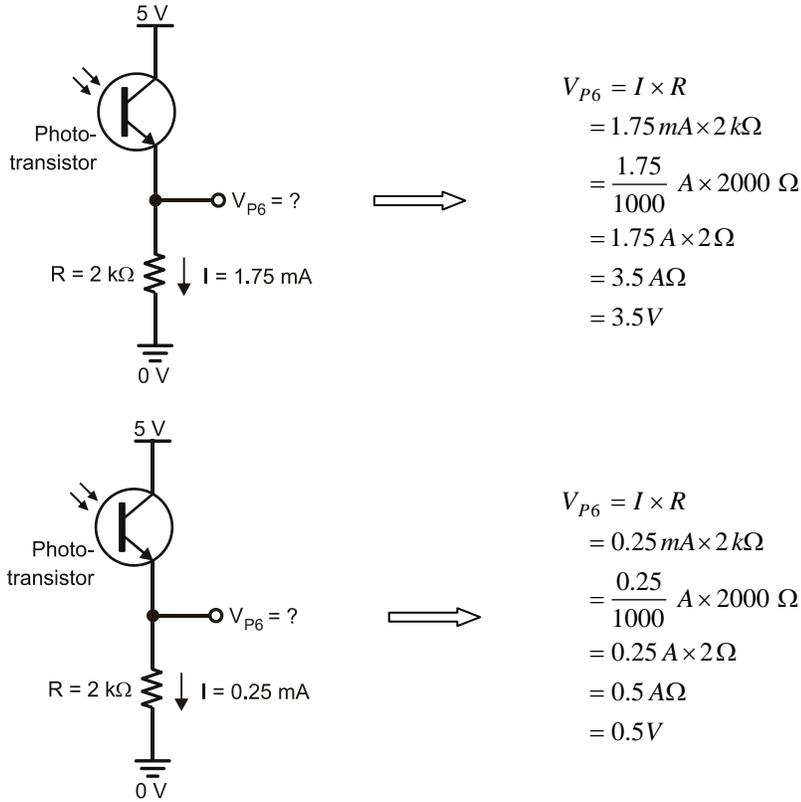 5 V
Photo-
transistor
V_P6 = ?
R = 2 kΩ
I = 1.75 mA
0 V
V_P6 = I × R
= 1.75 mA × 2 kΩ
= 1.75/1000 A × 2000 Ω
= 1.75 A × 2 Ω
= 3.5 AΩ
= 3.5V
5 V
Photo-
transistor
V_P6 = ?
R = 2 kΩ
I = 0.25 mA
0 V
V_P6 = I × R
= 0.25 mA × 2 kΩ
= 0.25/1000 A × 2000 Ω
= 0.25 A × 2 Ω
= 0.5 AΩ
= 0.5V